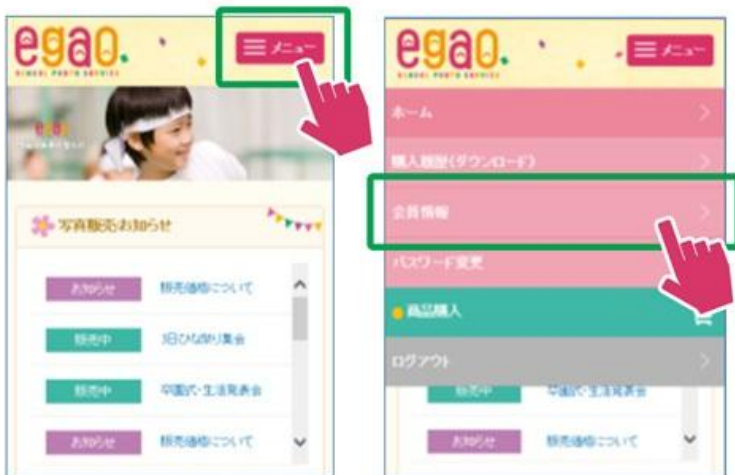 egao.
SCHOOL PHOTO SERVICE
メニュー
egao
写真販売お知らせ
お知らせ 販売価格について
販売中 3日ひな祭り集会
販売中 卒園式・生活発表会
お知らせ 販売価格について
egao.
SCHOOL PHOTO SERVICE
メニュー
ホーム
購入履歴(ダウンロード)
会員情報
パスワード変更
商品購入
ログアウト
販売中 卒園式・生活発表会
お知らせ 販売価格について